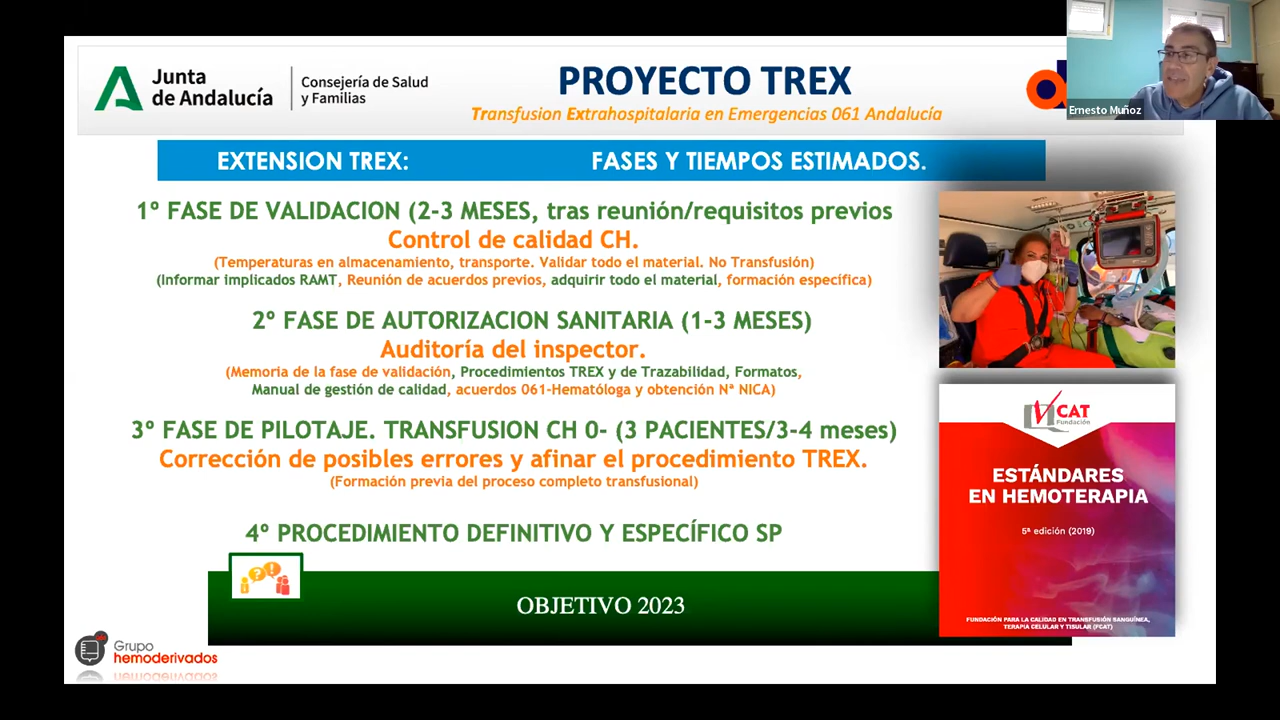 Junta
de Andalucía
Consejería de Salud
y Familias
PROYECTO TREX
Transfusion Extrahospitalaria en Emergencias 061 Andalucía
Ernesto Muñoz
EXTENSION TREX: FASES Y TIEMPOS ESTIMADOS.
1º FASE DE VALIDACION (2-3 MESES, tras reunión/requisitos previos
Control de calidad CH.
(Temperaturas en almacenamiento, transporte. Validar todo el material. No Transfusión)
(Informar implicados RAMT, Reunión de acuerdos previos, adquirir todo el material, formación específica)
2º FASE DE AUTORIZACION SANITARIA (1-3 MESES)
Auditoría del inspector.
(Memoria de la fase de validación, Procedimientos TREX y de Trazabilidad, Formatos,
Manual de gestión de calidad, acuerdos 061-Hematóloga y obtención Nª NICA)
3º FASE DE PILOTAJE. TRANSFUSION CH 0- (3 PACIENTES/3-4 meses)
Corrección de posibles errores y afinar el procedimiento TREX.
(Formación previa del proceso completo transfusional)
4º PROCEDIMIENTO DEFINITIVO Y ESPECÍFICO SP
OBJETIVO 2023
Grupo
hemoderivados
CAT
Fundación
ESTÁNDARES
EN HEMOTERAPIA
5ª edición (2019)
FUNDACIÓN PARA LA CALIDAD EN TRANSFUSIÓN SANGUÍNEA,
TERAPIA CELULAR Y TISULAR (FCAT)